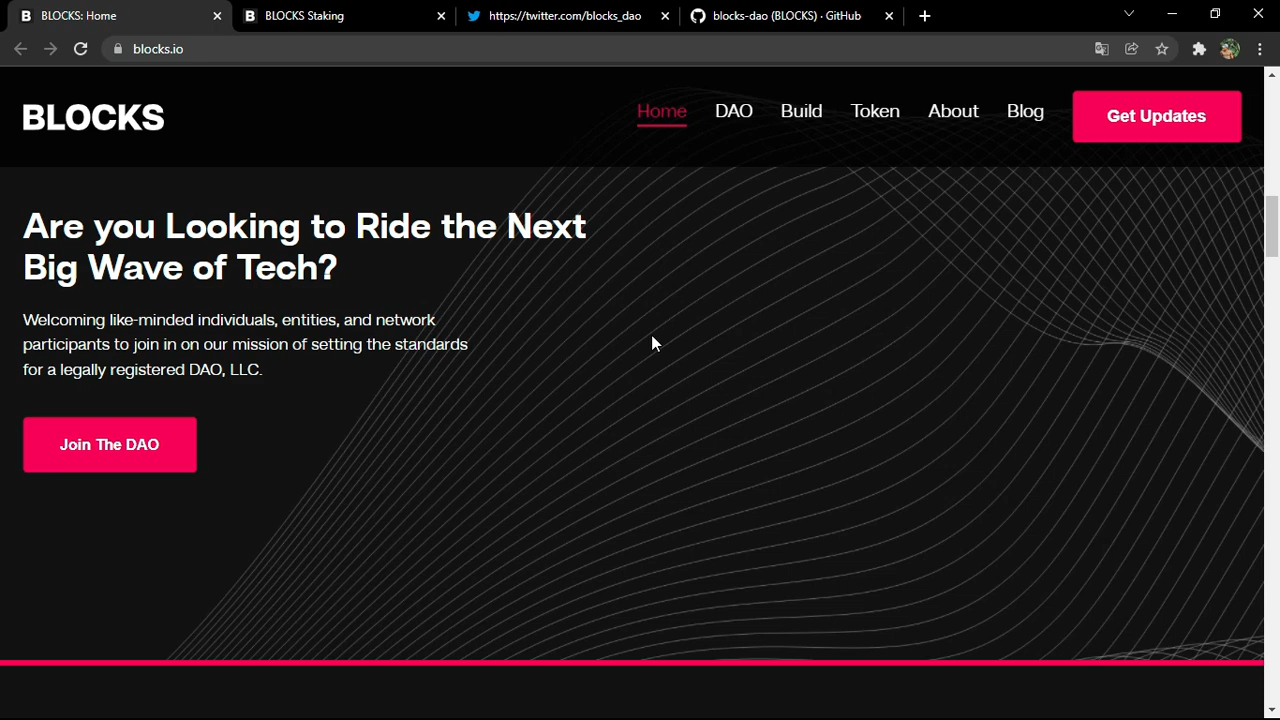 BLOCKS: Home
BLOCKS Staking
https://twitter.com/blocks_dao
blocks-dao (BLOCKS) · GitHub
blocks.io
BLOCKS
Home
DAO
Build
Token
About
Blog
Get Updates
Are you Looking to Ride the Next
Big Wave of Tech?
Welcoming like-minded individuals, entities, and network
participants to join in on our mission of setting the standards
for a legally registered DAO, LLC.
Join The DAO